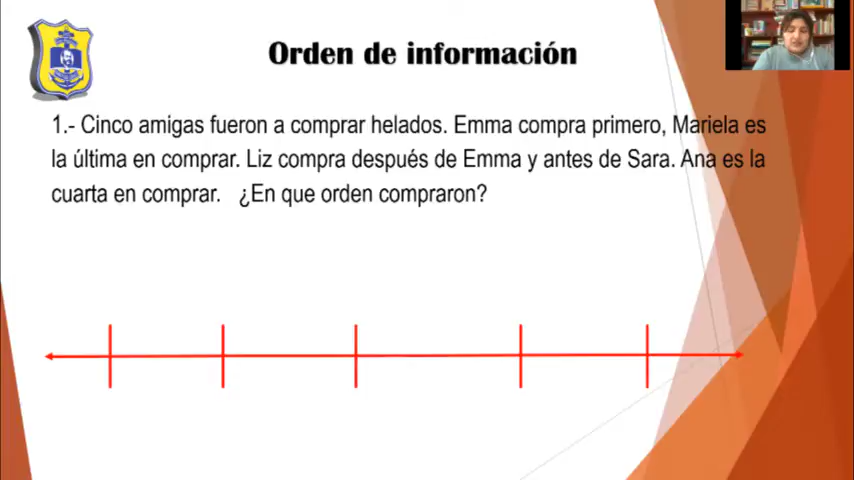 Orden de información
1.- Cinco amigas fueron a comprar helados. Emma compra primero, Mariela es
la última en comprar. Liz compra después de Emma y antes de Sara. Ana es la
cuarta en comprar. ¿En que orden compraron?